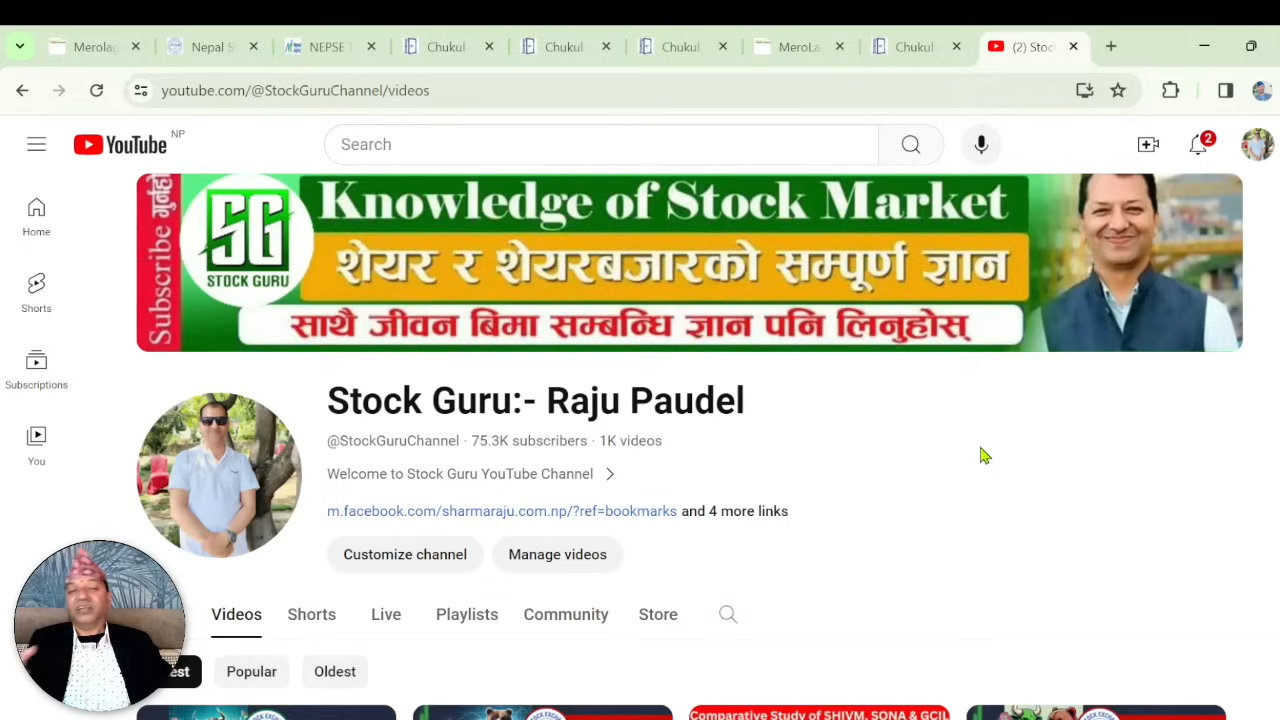 Merolag
Nepal S
NEPSE
Chukul
Chukul
Chukul
MeroLa
Chukul
(2) Stoc
youtube.com/@StockGuruChannel/videos
YouTube NP
Search
2
Home
Shorts
Subscriptions
You
Subscribe गर्नुहो
SG
STOCK GURU
Knowledge of Stock Market
शेयर र शेयरबजारको सम्पूर्ण ज्ञान
साथै जीवन बिमा सम्बन्धि ज्ञान पनि लिनुहोस्
Stock Guru:- Raju Paudel
@StockGuruChannel · 75.3K subscribers · 1K videos
Welcome to Stock Guru YouTube Channel
m.facebook.com/sharmaraju.com.np/?ref=bookmarks and 4 more links
Customize channel
Manage videos
Videos
Shorts
Live
Playlists
Community
Store
est
Popular
Oldest
Comparative Study of SHIVM, SONA & GCIL